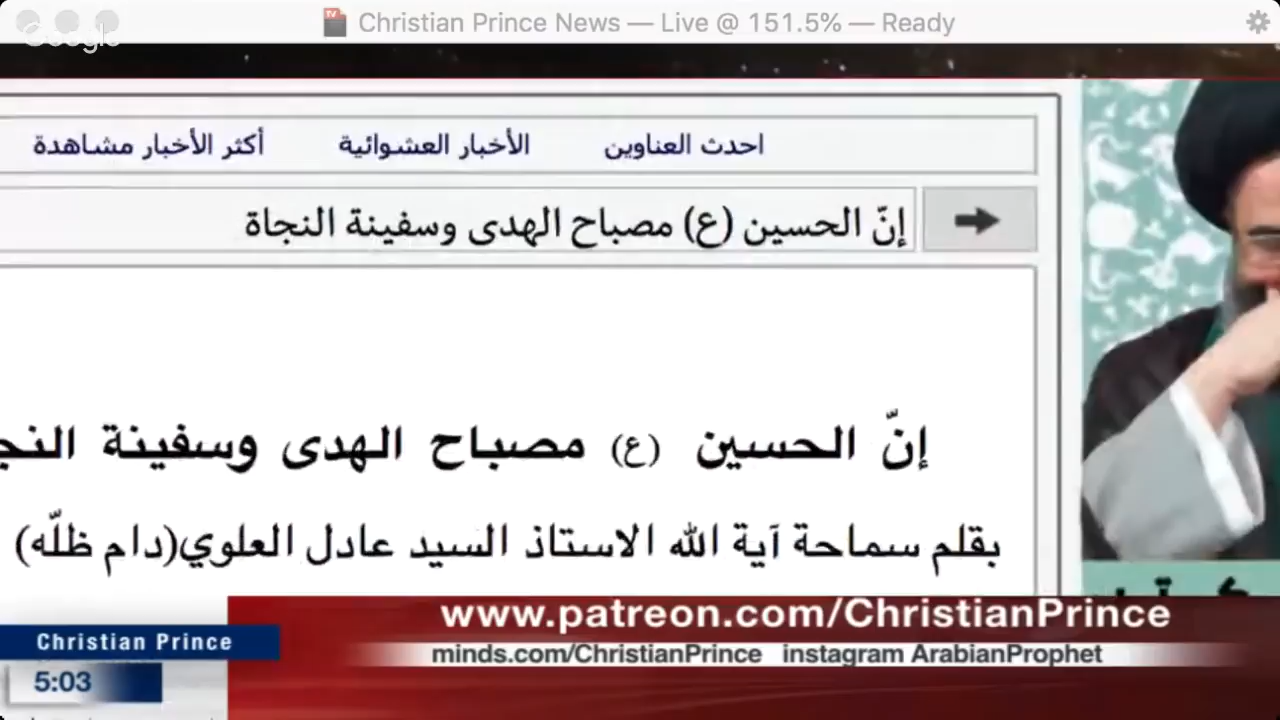 Christian Prince News — Live @ 151.5% — Ready
Google
احدث العناوين الأخبار العشوائية أكثر الأخبار مشاهدة
إنّ الحسين (ع) مصباح الهدى وسفينة النجاة
إنّ الحسين (ع) مصباح الهدى وسفينة
بقلم سماحة آية الله الاستاذ السيد عادل العلوي(دام ظلّه)
www.patreon.com/ChristianPrince
Christian Prince
minds.com/ChristianPrince instagram ArabianProphet
5:03